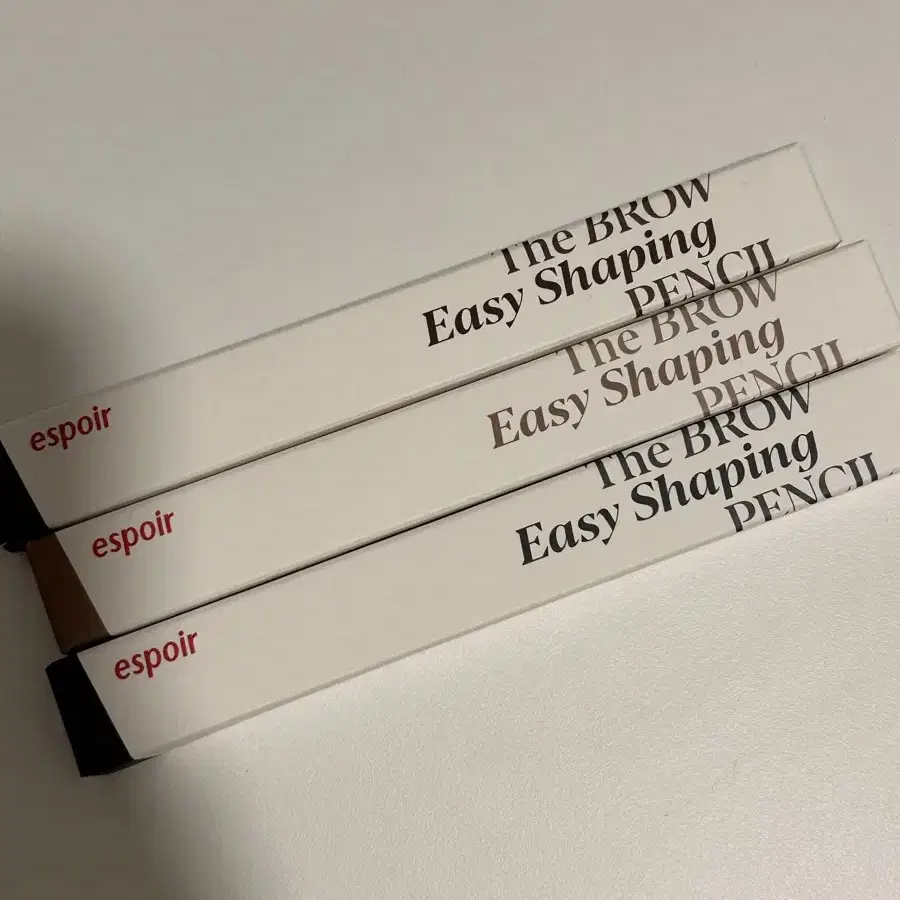 The BROW
Easy Shaping
PENCIL
espoir
The BROW
Easy Shaping
PENCIL
espoir
The BROW
Easy Shaping
PENCIL
espoir